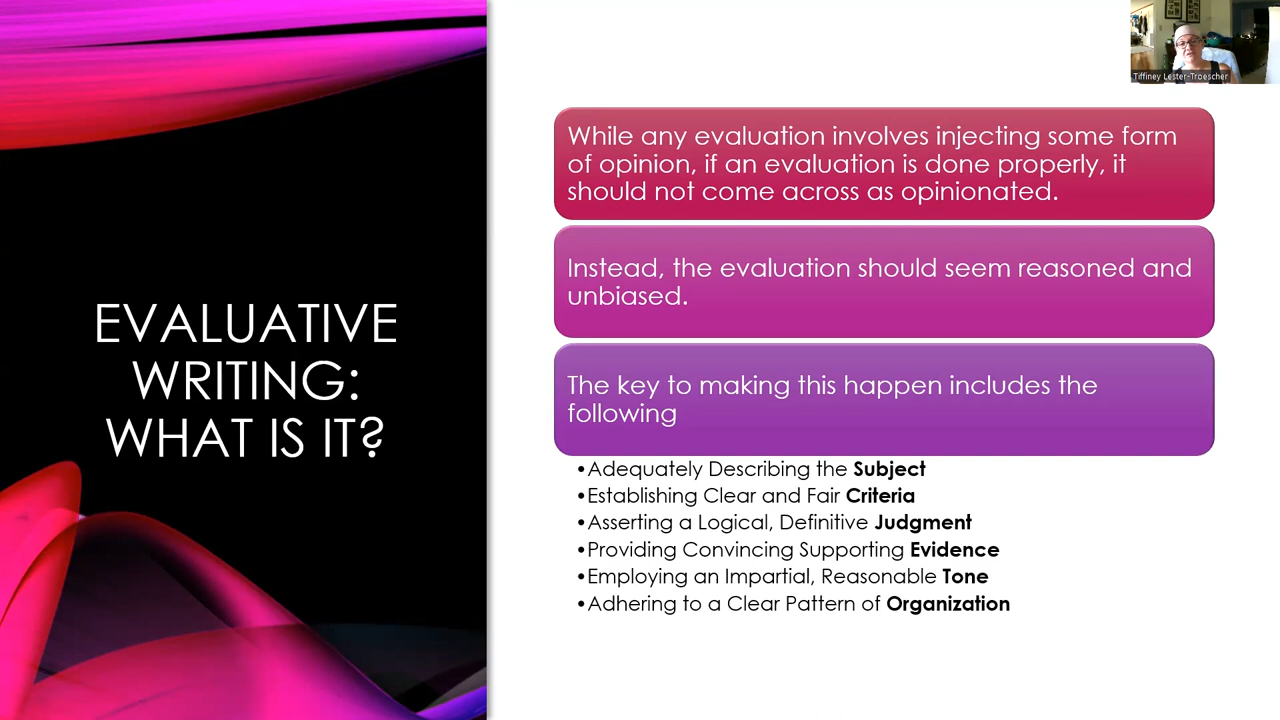 EVALUATIVE
WRITING:
WHAT IS IT?
Tiffiney Lester-Troescher
While any evaluation involves injecting some form
of opinion, if an evaluation is done properly, it
should not come across as opinionated.
Instead, the evaluation should seem reasoned and
unbiased.
The key to making this happen includes the
following
•Adequately Describing the Subject
•Establishing Clear and Fair Criteria
•Asserting a Logical, Definitive Judgment
•Providing Convincing Supporting Evidence
•Employing an Impartial, Reasonable Tone
•Adhering to a Clear Pattern of Organization